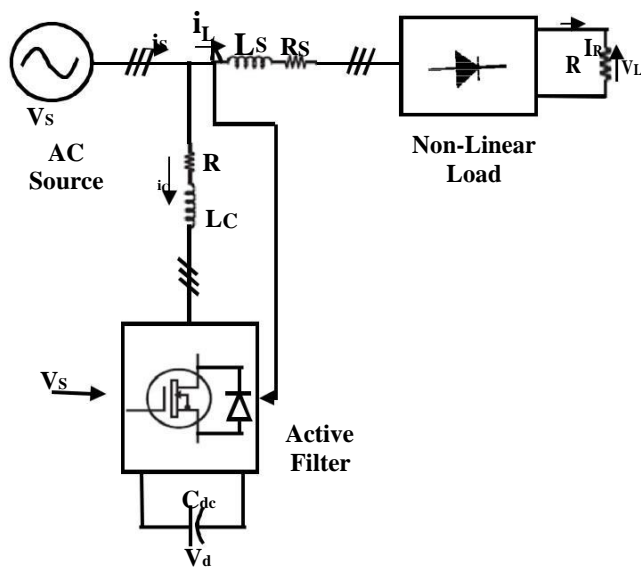 is
iL
LS
RS
IR
R
VL
VS
AC
Source
Non-Linear
Load
R
ic
LC
VS
Active
Filter
Cdc
Vd